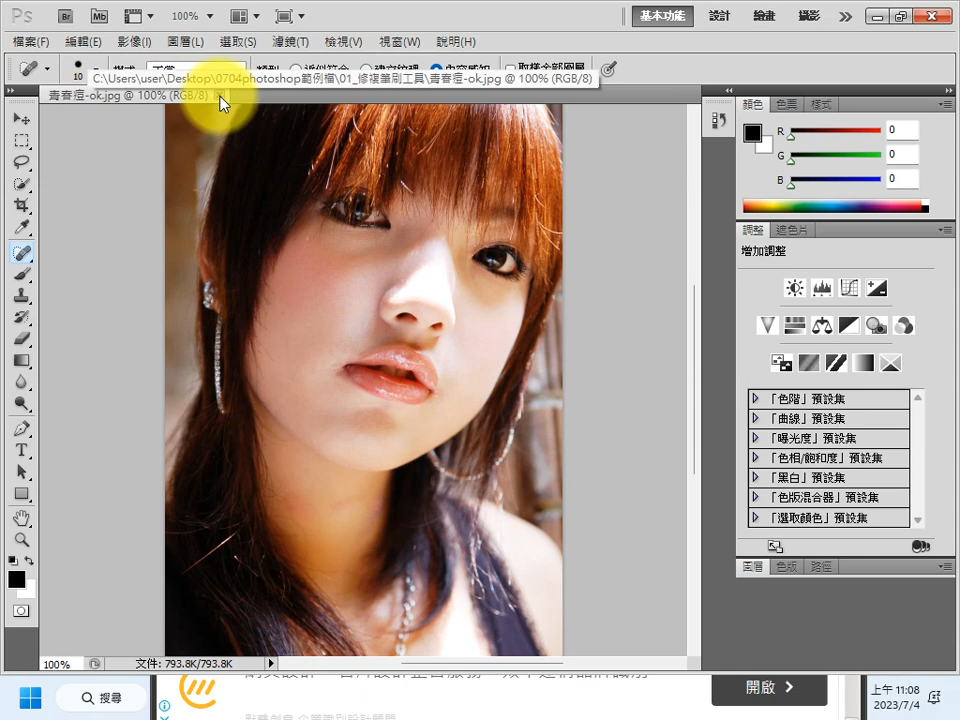 Ps Br Mb 100% 基本功能 設計 繪畫 攝影
檔案(F) 編輯(E) 影像(I) 圖層(L) 選取(S) 濾鏡(T) 檢視(V) 視窗(W) 說明(H)
10
C:\Users\user\Desktop\0704photoshop範例檔\01_修複筆刷工具\青春痘-ok.jpg @ 100% (RGB/8)
青春痘-ok.jpg @ 100% (RGB/8)
顏色 色票 樣式
R 0
G 0
B 0
調整 遮色片
增加調整
「色階」預設集
「曲線」預設集
「曝光度」預設集
「色相/飽和度」預設集
「黑白」預設集
「色版混合器」預設集
「選取顏色」預設集
圖層 色版 路徑
100% 文件: 793.8K/793.8K
搜尋
開啟
上午 11:08
2023/7/4